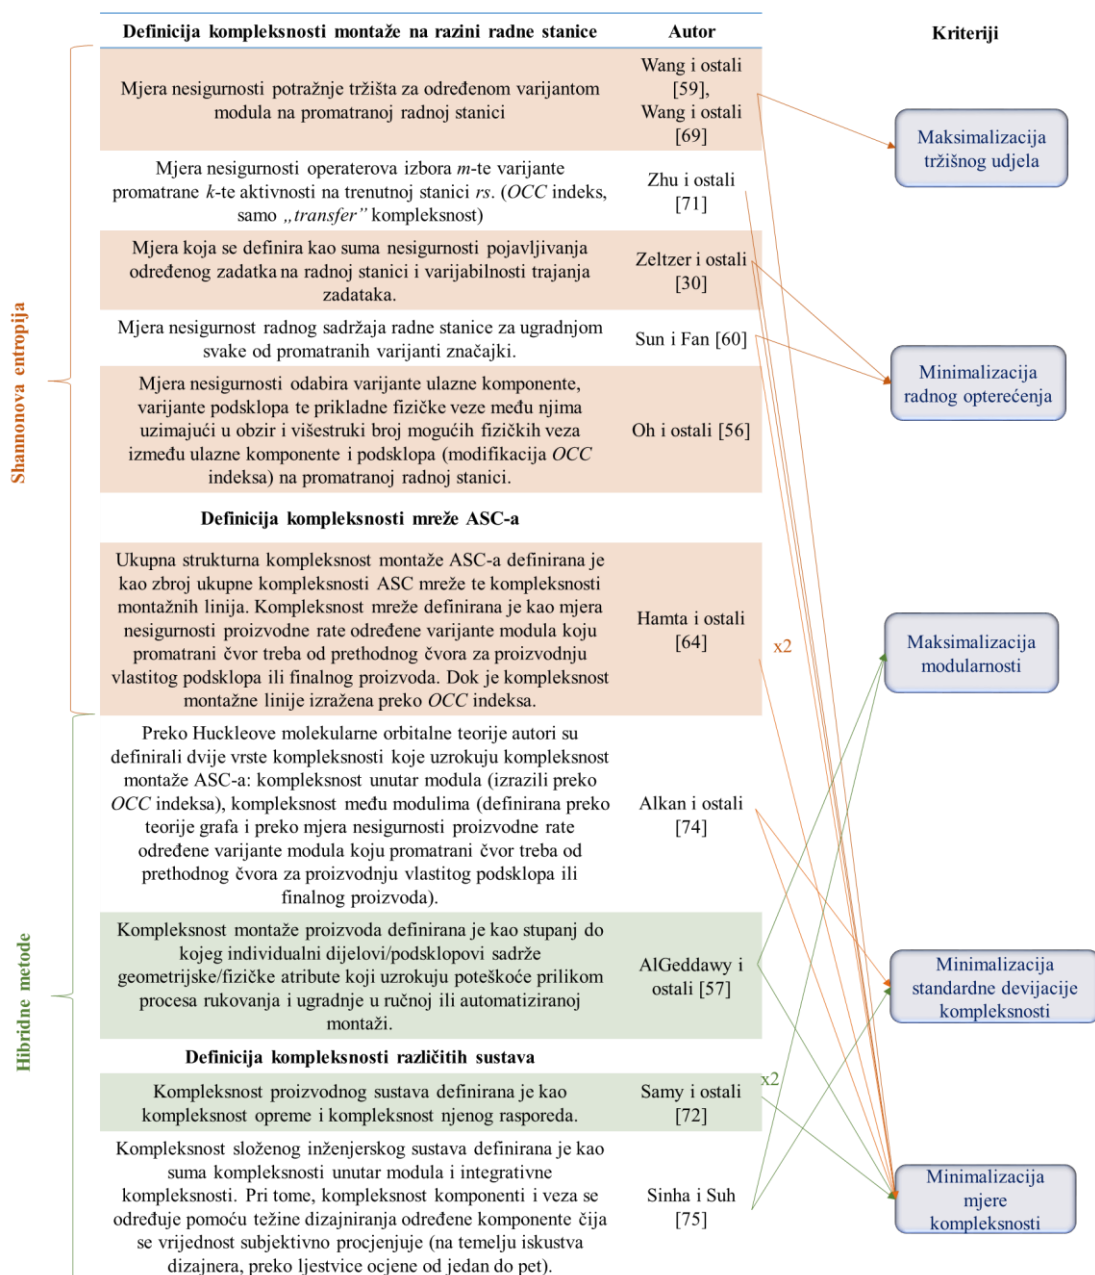 Definicija kompleksnosti montaže na razini radne stanice
Autor
Kriteriji
Shannonova entropija
Mjera nesigurnosti potražnje tržišta za određenom varijantom
modula na promatranoj radnoj stanici
Wang i ostali
[59],
Wang i ostali
[69]
Mjera nesigurnosti operaterova izbora m-te varijante
promatrane k-te aktivnosti na trenutnoj stanici rs. (OCC indeks,
samo „transfer” kompleksnost)
Zhu i ostali
[71]
Mjera koja se definira kao suma nesigurnosti pojavljivanja
određenog zadatka na radnoj stanici i varijabilnosti trajanja
zadataka.
Zeltzer i ostali
[30]
Mjera nesigurnost radnog sadržaja radne stanice za ugradnjom
svake od promatranih varijanti značajki.
Sun i Fan [60]
Mjera nesigurnosti odabira varijante ulazne komponente,
varijante podsklopa te prikladne fizičke veze među njima
uzimajući u obzir i višestruki broj mogućih fizičkih veza
između ulazne komponente i podsklopa (modifikacija OCC
indeksa) na promatranoj radnoj stanici.
Oh i ostali [56]
Definicija kompleksnosti mreže ASC-a
Ukupna strukturna kompleksnost montaže ASC-a definirana je
kao zbroj ukupne kompleksnosti ASC mreže te kompleksnosti
montažnih linija. Kompleksnost mreže definirana je kao mjera
nesigurnosti proizvodne rate određene varijante modula koju
promatrani čvor treba od prethodnog čvora za proizvodnju
vlastitog podsklopa ili finalnog proizvoda. Dok je kompleksnost
montažne linije izražena preko OCC indeksa.
Hamta i ostali
[64]
x2
Hibridne metode
Preko Huckleove molekularne orbitalne teorije autori su
definirali dvije vrste kompleksnosti koje uzrokuju kompleksnost
montaže ASC-a: kompleksnost unutar modula (izrazili preko
OCC indeksa), kompleksnost među modulima (definirana preko
teorije grafa i preko mjera nesigurnosti proizvodne rate
određene varijante modula koju promatrani čvor treba od
prethodnog čvora za proizvodnju vlastitog podsklopa ili
finalnog proizvoda).
Alkan i ostali
[74]
Kompleksnost montaže proizvoda definirana je kao stupanj do
kojeg individualni dijelovi/podsklopovi sadrže
geometrijske/fizičke atribute koji uzrokuju poteškoće prilikom
procesa rukovanja i ugradnje u ručnoj ili automatiziranoj
montaži.
AlGeddawy i
ostali [57]
Definicija kompleksnosti različitih sustava
Kompleksnost proizvodnog sustava definirana je kao
kompleksnost opreme i kompleksnost njenog rasporeda.
Samy i ostali
[72]
x2
Kompleksnost složenog inženjerskog sustava definirana je kao
suma kompleksnosti unutar modula i integrativne
kompleksnosti. Pri tome, kompleksnost komponenti i veza se
određuje pomoću težine dizajniranja određene komponente čija
se vrijednost subjektivno procjenjuje (na temelju iskustva
dizajnera, preko ljestvice ocjene od jedan do pet).
Sinha i Suh
[75]
Maksimalizacija
tržišnog udjela
Minimalizacija
radnog opterećenja
Maksimalizacija
modularnosti
Minimalizacija
standardne devijacije
kompleksnosti
Minimalizacija
mjere
kompleksnosti